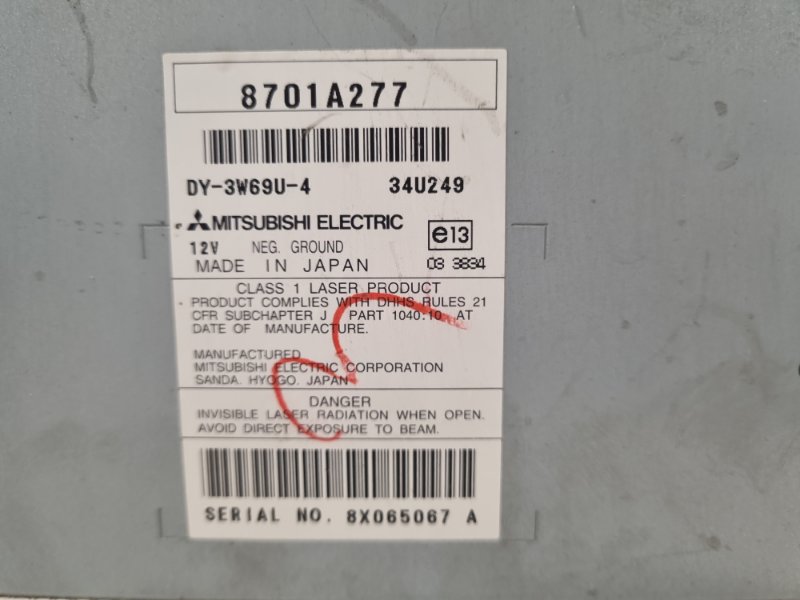 8701A277
DY-3W69U-4 34U249
MITSUBISHI ELECTRIC
12V NEG. GROUND e13
MADE IN JAPAN 03 3834
CLASS 1 LASER PRODUCT
PRODUCT COMPLIES WITH DHHS RULES 21
CFR SUBCHAPTER J, PART 1040:10, AT
DATE OF MANUFACTURE.
MANUFACTURED
MITSUBISHI ELECTRIC CORPORATION
SANDA. HYOGO. JAPAN
DANGER
INVISIBLE LASER RADIATION WHEN OPEN.
AVOID DIRECT EXPOSURE TO BEAM.
SERIAL NO. 8X065067 A